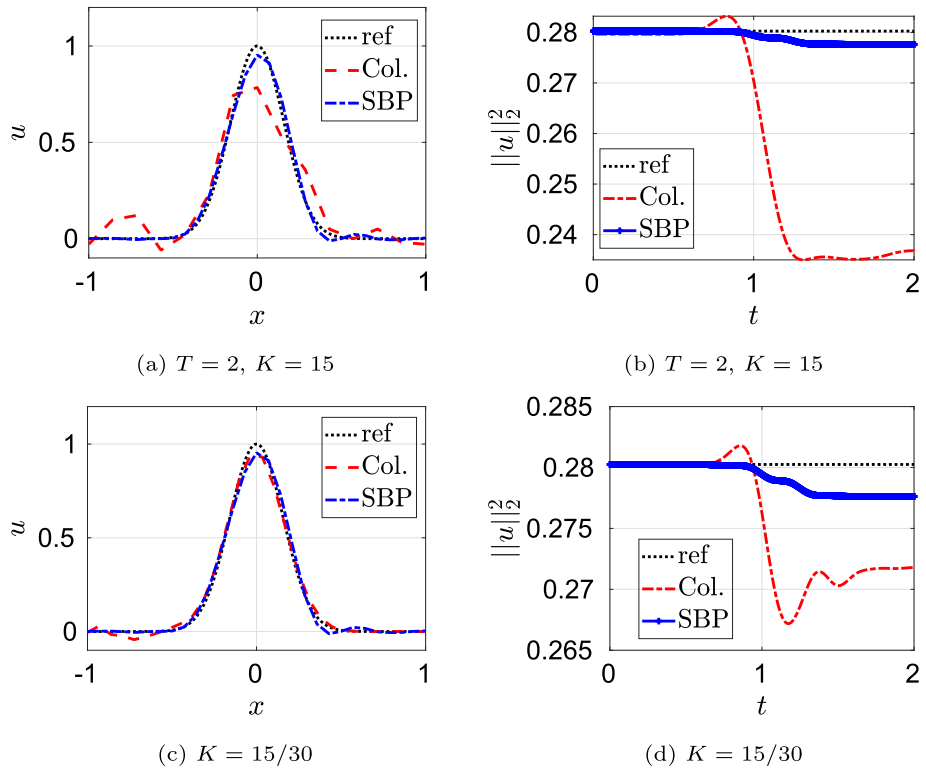 1
0.5
0
u
-1
0
1
x
ref
Col.
SBP
(a) T = 2, K = 15
0.28
0.27
0.26
0.25
0.24
||u||₂²
0
1
2
t
ref
Col.
SBP
(b) T = 2, K = 15
1
0.5
0
u
-1
0
1
x
ref
Col.
SBP
(c) K = 15/30
0.285
0.28
0.275
0.27
0.265
||u||₂²
0
1
2
t
ref
Col.
SBP
(d) K = 15/30